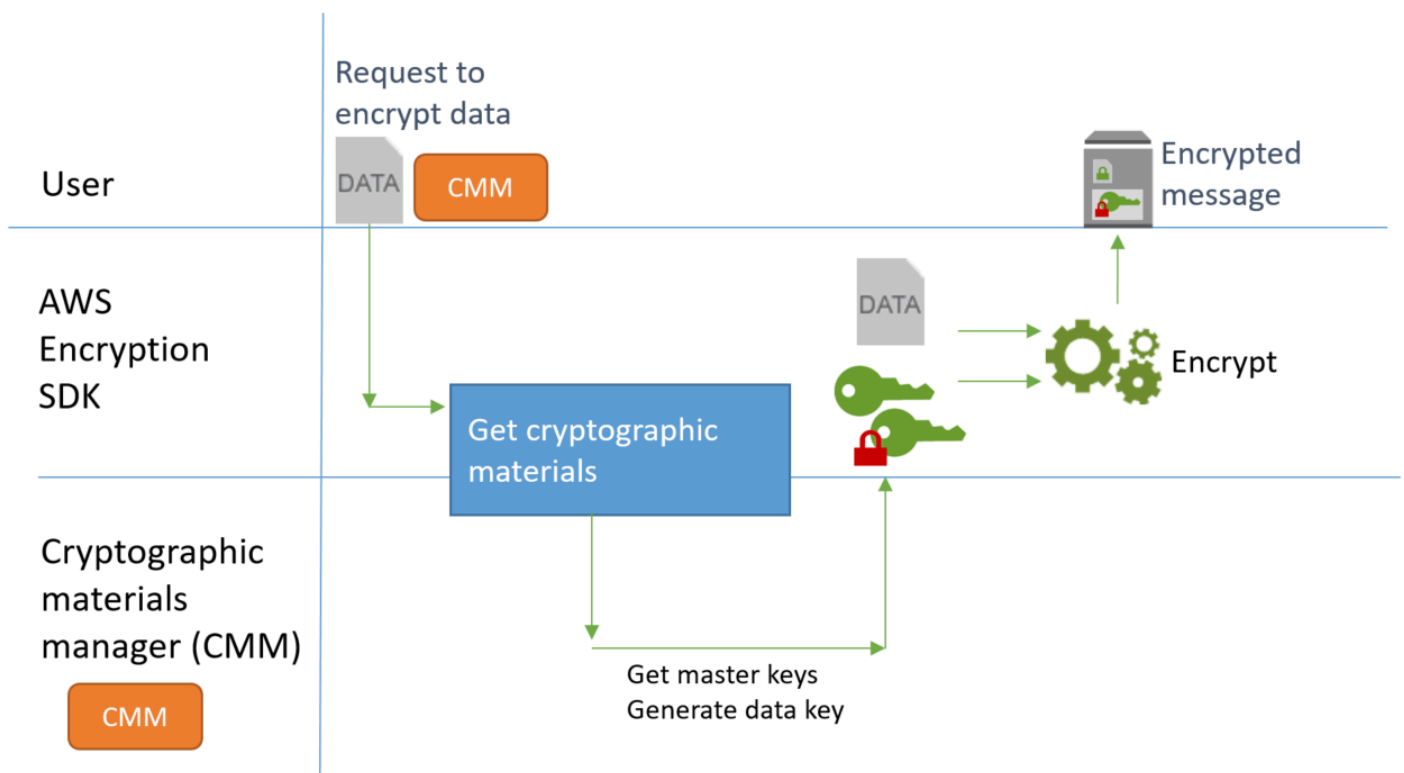 Request to
encrypt data
User
DATA
CMM
Encrypted
message
AWS
Encryption
SDK
DATA
Encrypt
Get cryptographic
materials
Cryptographic
materials
manager (CMM)
CMM
Get master keys
Generate data key